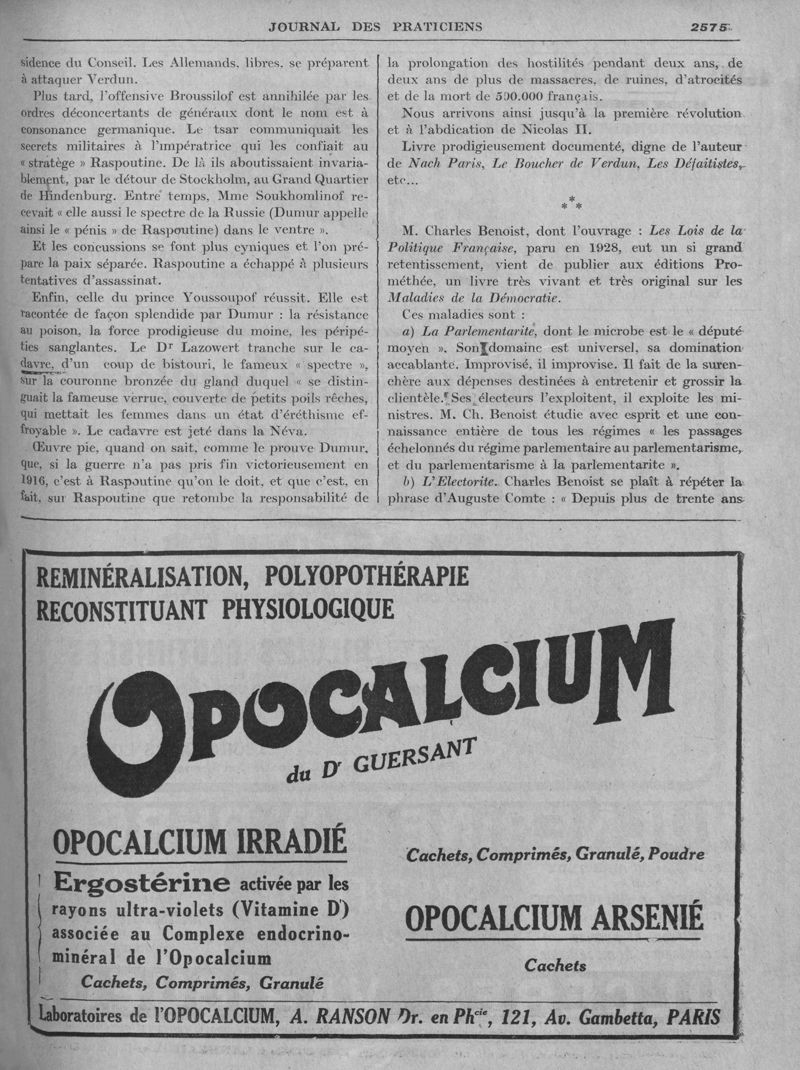 JOURNAL DES PRATICIENS
2575
sidence du Conseil. Les Allemands, libres, se préparent
à attaquer Verdun.
Plus tard, l'offensive Broussilof est annihilée par les
ordres déconcertants de généraux dont le nom est à
consonance germanique. Le tsar communiquait les
secrets militaires à l'impératrice qui les confiait au
« stratège » Raspoutine. De là ils aboutissaient invaria-
blement, par le détour de Stockholm, au Grand Quartier
de Hindenburg. Entre temps, Mme Soukhomlinof re-
cevait « elle aussi le spectre de la Russie (Dumur appelle
ainsi le « pénis » de Raspoutine) dans le ventre ».
Et les concussions se font plus cyniques et l'on pré-
pare la paix séparée. Raspoutine a échappé à plusieurs
tentatives d'assassinat.
Enfin, celle du prince Youssoupof réussit. Elle est
racontée de façon splendide par Dumur : la résistance
au poison, la force prodigieuse du moine, les péripé-
ties sanglantes. Le Dr Lazowert tranche sur le ca-
davre, d'un coup de bistouri, le fameux « spectre »,
sur la couronne bronzée du gland duquel « se distin-
guait la fameuse verrue, couverte de petits poils rêches,
qui mettait les femmes dans un état d'éréthisme ef-
froyable ». Le cadavre est jeté dans la Néva.
Œuvre pie, quand on sait, comme le prouve Dumur,
que, si la guerre n'a pas pris fin victorieusement en
1916, c'est à Raspoutine qu'on le doit, et que c'est, en
fait, sur Raspoutine que retombe la responsabilité de
la prolongation des hostilités pendant deux ans, de
deux ans de plus de massacres, de ruines, d'atrocités
et de la mort de 500.000 français.
Nous arrivons ainsi jusqu'à la première révolution
et à l'abdication de Nicolas II.
Livre prodigieusement documenté, digne de l'auteur
de Nach Paris, Le Boucher de Verdun, Les Défaitistes,
etc...
*
* *
M. Charles Benoist, dont l'ouvrage : Les Lois de la
Politique Française, paru en 1928, eut un si grand
retentissement, vient de publier aux éditions Pro-
méthée, un livre très vivant et très original sur les
Maladies de la Démocratie.
Ces maladies sont :
a) La Parlementarite, dont le microbe est le « député
moyen ». Son domaine est universel, sa domination
accablante. Improvisé, il improvise. Il fait de la suren-
chère aux dépenses destinées à entretenir et grossir la
clientèle. Ses électeurs l'exploitent, il exploite les mi-
nistres. M. Ch. Benoist étudie avec esprit et une con-
naissance entière de tous les régimes « les passages
échelonnés du régime parlementaire au parlementarisme,
et du parlementarisme à la parlementarite ».
b) L'Electorite. Charles Benoist se plaît à répéter la
phrase d'Auguste Comte : « Depuis plus de trente ans
REMINÉRALISATION, POLYOPOTHÉRAPIE
RECONSTITUANT PHYSIOLOGIQUE
OPOCALCIUM
du Dr GUERSANT
OPOCALCIUM IRRADIÉ
Ergostérine activée par les
rayons ultra-violets (Vitamine D)
associée au Complexe endocrino-
minéral de l'Opocalcium
Cachets, Comprimés, Granulé
Cachets, Comprimés, Granulé, Poudre
OPOCALCIUM ARSENIÉ
Cachets
Laboratoires de l'OPOCALCIUM, A. RANSON Dr. en Phcie, 121, Av. Gambetta, PARIS